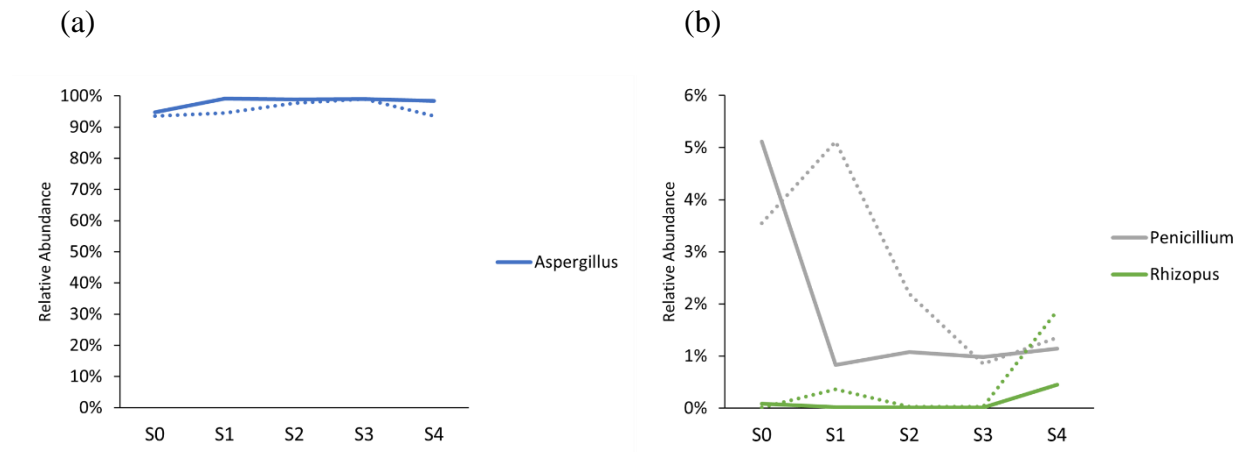 (a)
100%
90%
80%
70%
60%
50%
40%
30%
20%
10%
0%
Relative Abundance
S0 S1 S2 S3 S4
Aspergillus
(b)
6%
5%
4%
3%
2%
1%
0%
Relative Abundance
S0 S1 S2 S3 S4
Penicillium
Rhizopus